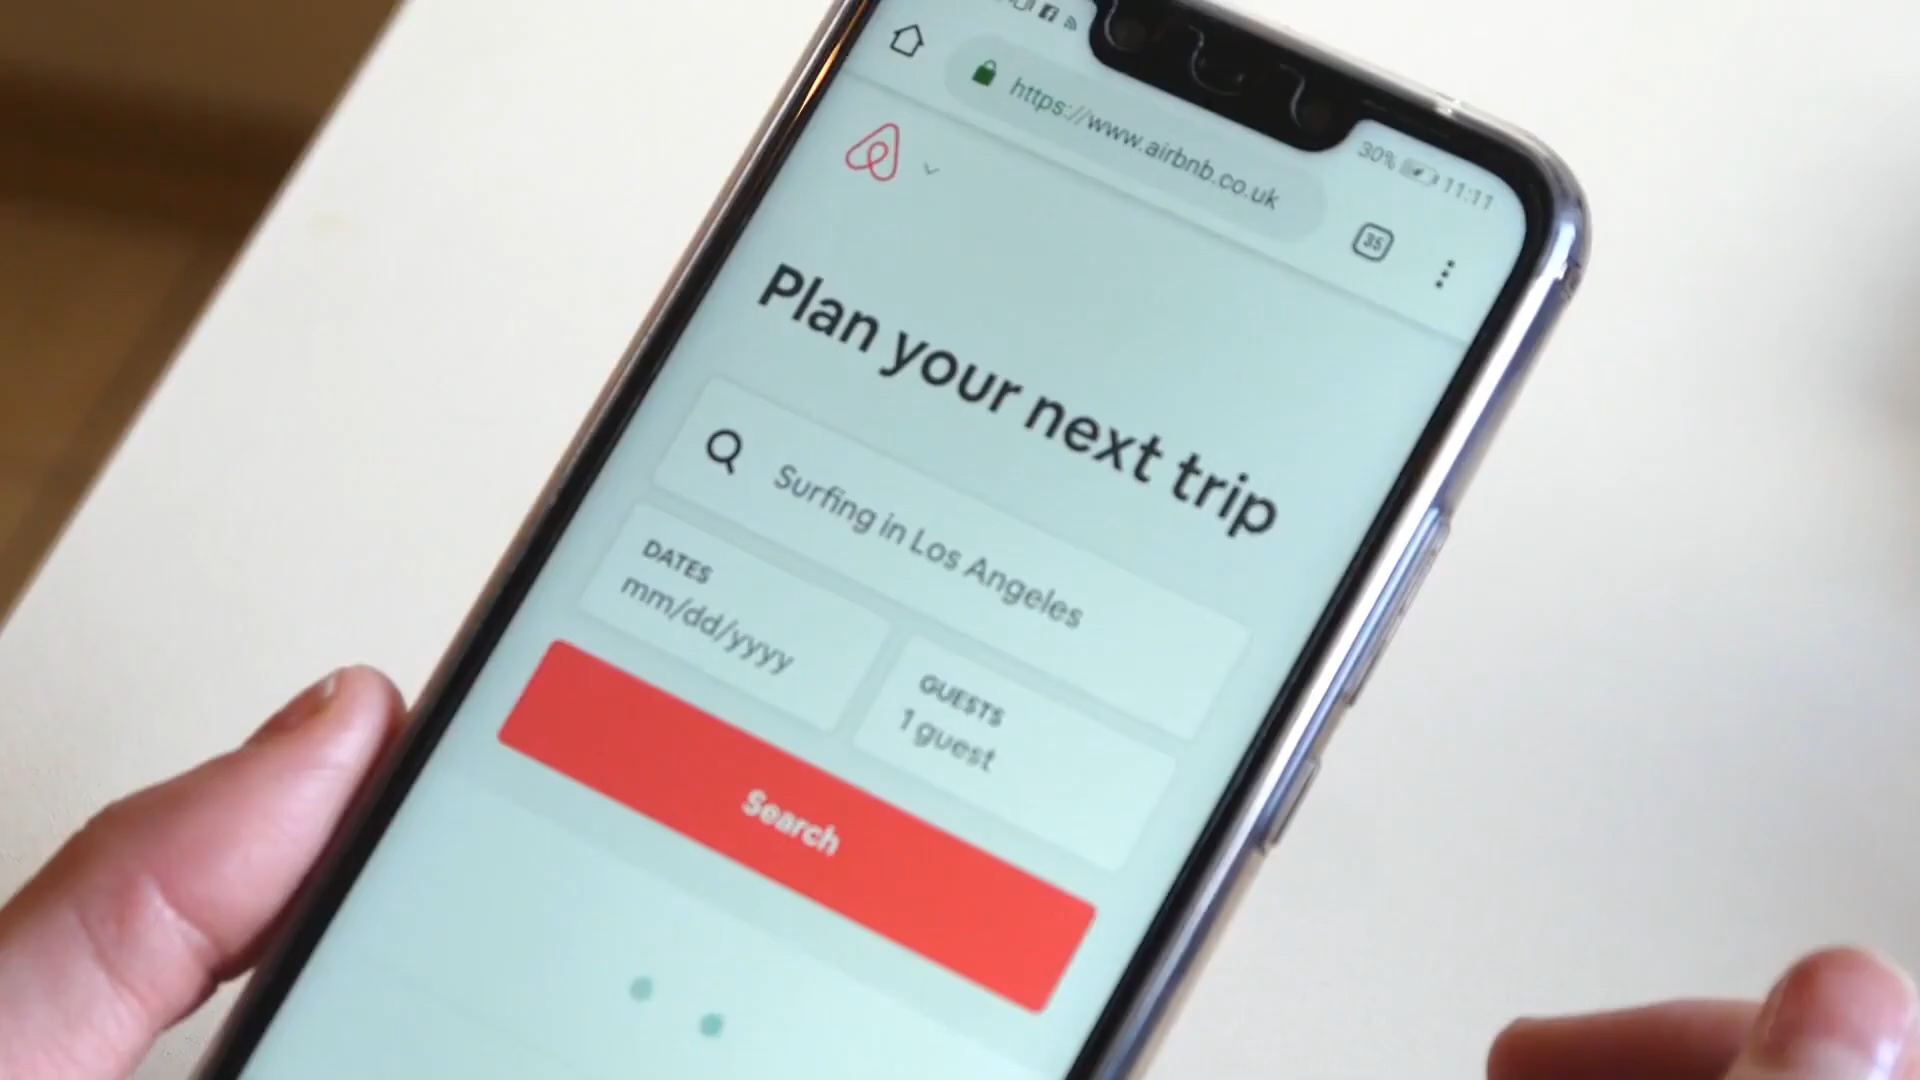 30% 11:11
https://www.airbnb.co.uk
35
Plan your next trip
Surfing in Los Angeles
DATES
mm/dd/yyyy
GUESTS
1 guest
Search